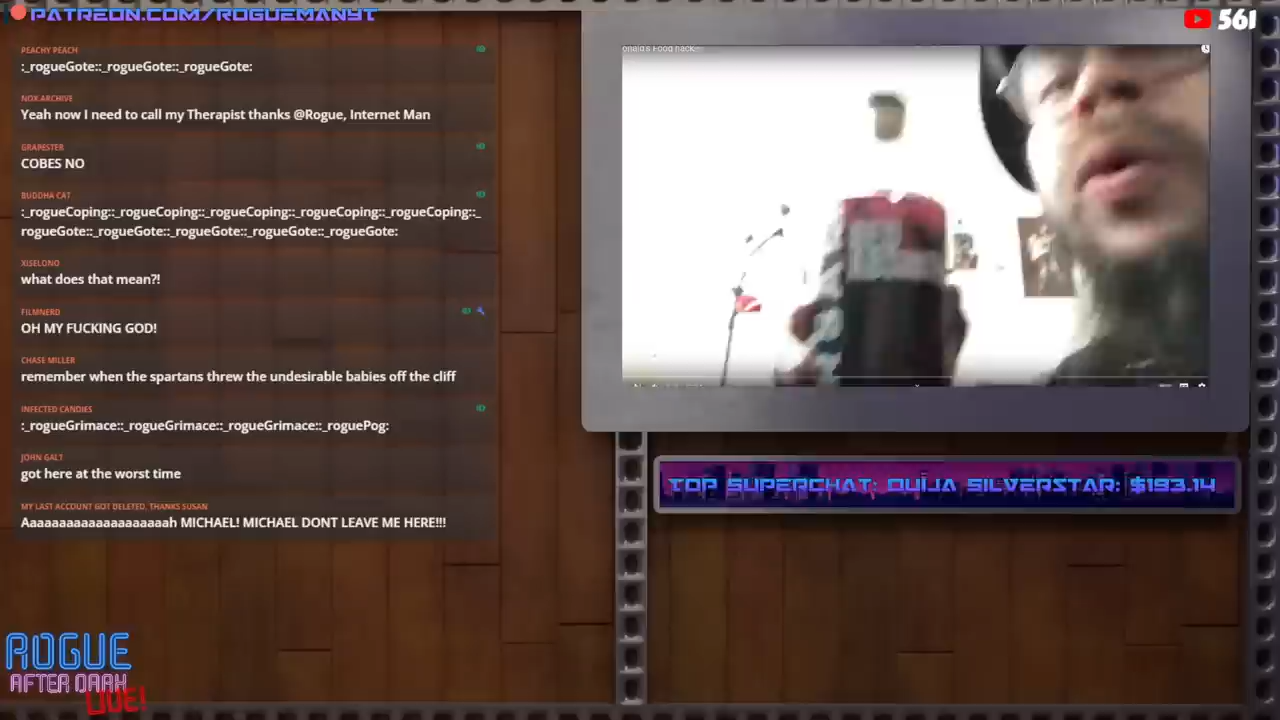 PATREON.COM/ROGUEMANYT
561
PEACHY PEACH
:_rogueGote::_rogueGote::_rogueGote:
NOX ARCHIVE
Yeah now I need to call my Therapist thanks @Rogue, Internet Man
GRAPESTER
COBES NO
BUDDHA CAT
:_rogueCoping::_rogueCoping::_rogueCoping::_rogueCoping::_rogueCoping::_
rogueGote::_rogueGote::_rogueGote::_rogueGote::_rogueGote:
XISELONO
what does that mean?!
FILMNERD
OH MY FUCKING GOD!
CHASE MILLER
remember when the spartans threw the undesirable babies off the cliff
INFECTED CANDIES
:_rogueGrimace::_rogueGrimace::_rogueGrimace::_roguePog:
JOHN GALT
got here at the worst time
MY LAST ACCOUNT GOT DELETED, THANKS SUSAN
Aaaaaaaaaaaaaaaaaaah MICHAEL! MICHAEL DONT LEAVE ME HERE!!!
onald's Food hack
TOP SUPERCHAT: OUIJA SILVERSTAR: $193.14
ROGUE
AFTER DARK
LIVE!